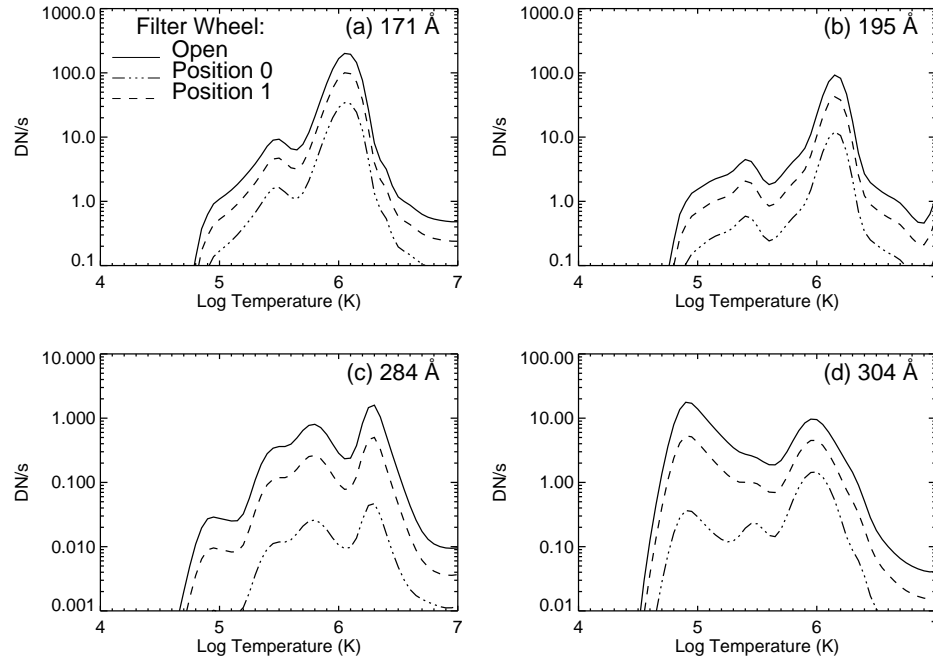 Filter Wheel:
Open
Position 0
Position 1
(a) 171 Å
1000.0
100.0
10.0
1.0
0.1
DN/s
4 5 6 7
Log Temperature (K)
(b) 195 Å
1000.0
100.0
10.0
1.0
0.1
DN/s
4 5 6 7
Log Temperature (K)
(c) 284 Å
10.000
1.000
0.100
0.010
0.001
DN/s
4 5 6 7
Log Temperature (K)
(d) 304 Å
100.00
10.00
1.00
0.10
0.01
DN/s
4 5 6 7
Log Temperature (K)